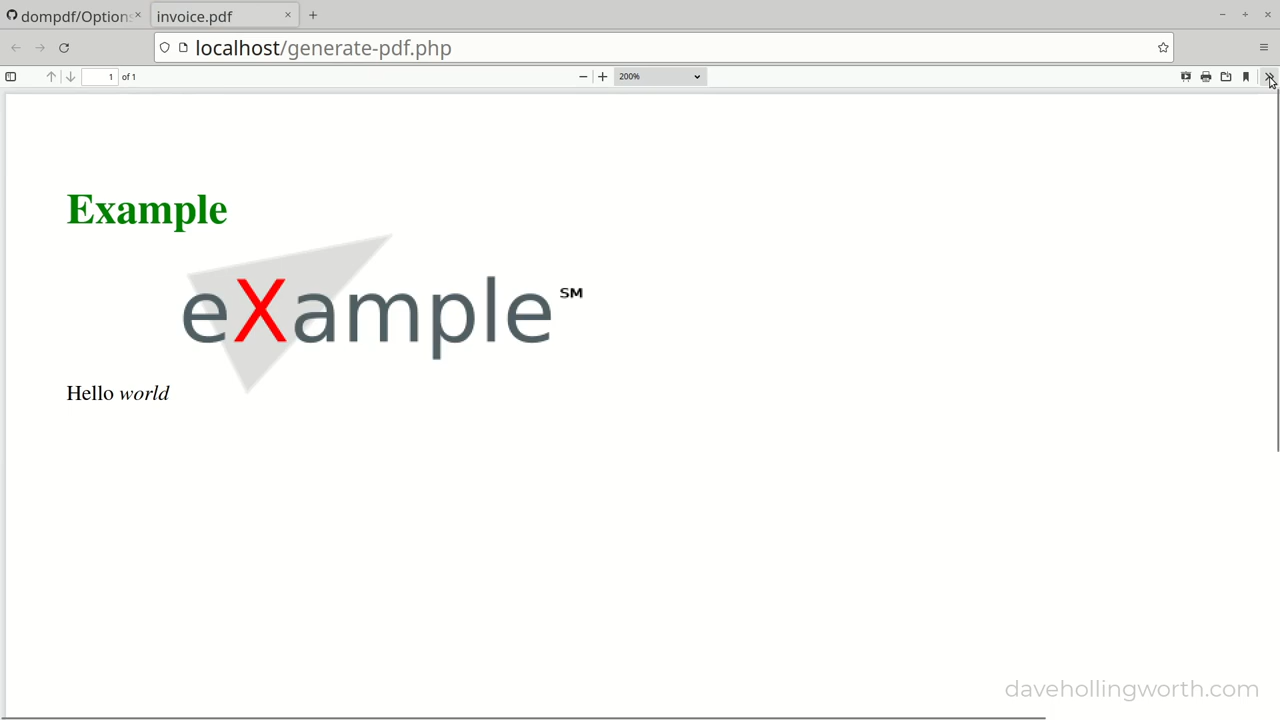 dompdf/Option
invoice.pdf
localhost/generate-pdf.php
1 of 1
200%
Example
eXample SM
Hello world
davehollingworth.com